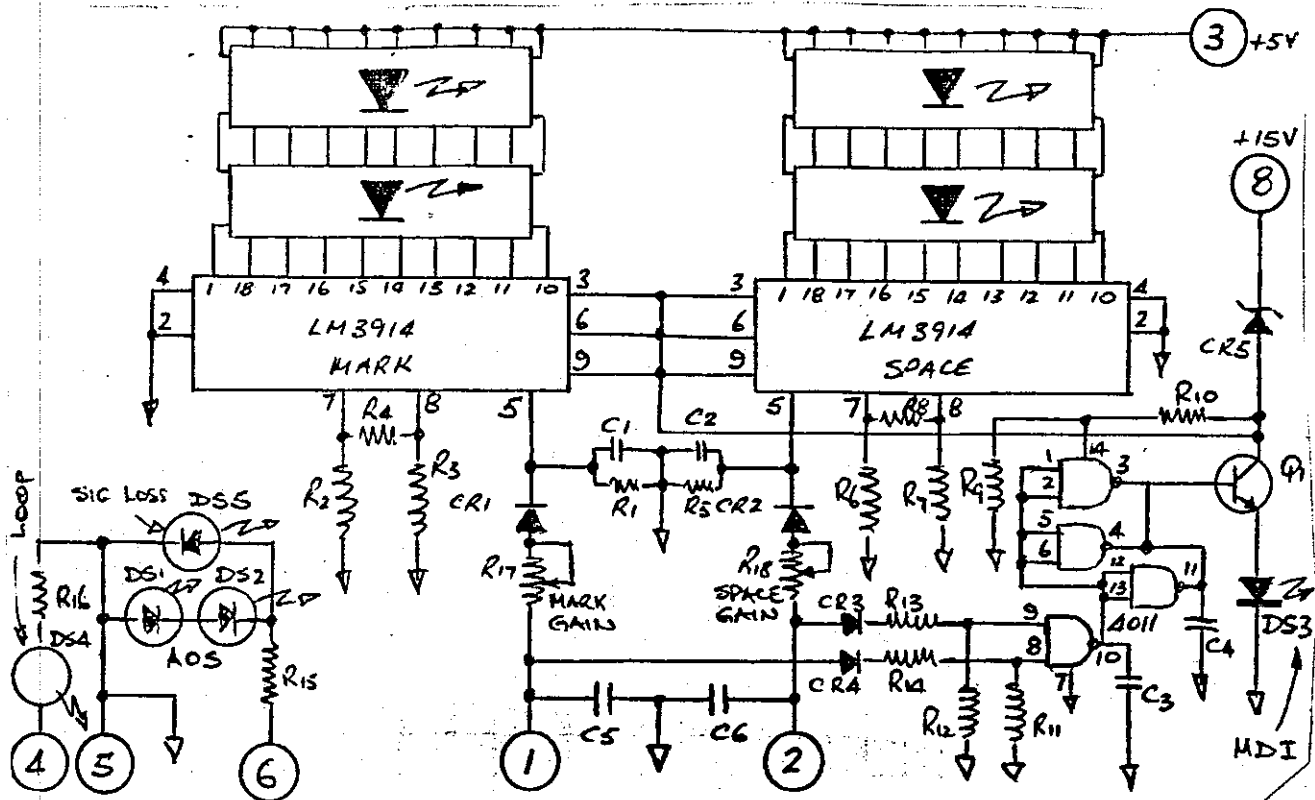 3 +5V
+15V
8
4
2
1 18 17 16 15 14 13 12 11 10
3
6
9
LM3914
MARK
7 8 5
3
6
9
1 18 17 16 15 14 13 12 11 10
4
2
LM3914
SPACE
5 7 8
CR5
R10
R4
R2
R3
C1
C2
R1
R5
CR1
CR2
R8
R6
R7
R9
14
1
2
3
5
6
4
12
13
11
4011
Q1
LOOP
SIG LOSS DS5
DS1 DS2
R16
DS4
AOS
R15
R17
MARK
GAIN
R18
SPACE
GAIN
CR3 R13
CR4 R14
9
8
10
7
C4
DS3
C3
R12
R11
C5
C6
MDI
4
5
6
1
2